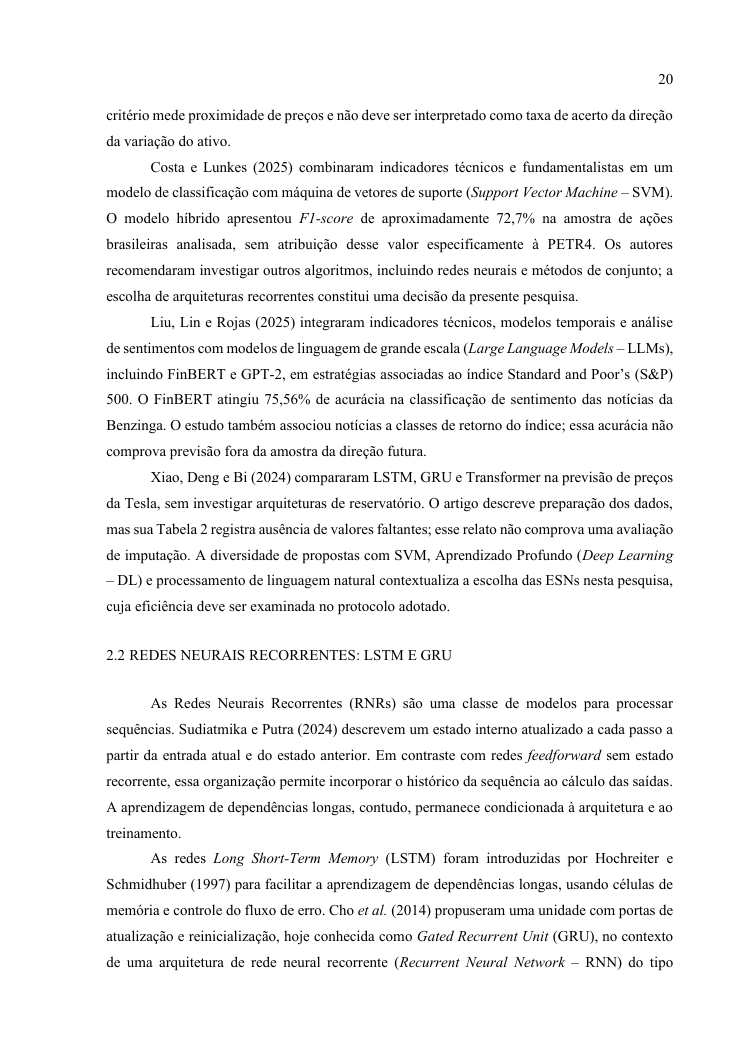 20
critério mede proximidade de preços e não deve ser interpretado como taxa de acerto da direção
da variação do ativo.
Costa e Lunkes (2025) combinaram indicadores técnicos e fundamentalistas em um
modelo de classificação com máquina de vetores de suporte (Support Vector Machine – SVM).
O modelo híbrido apresentou F1-score de aproximadamente 72,7% na amostra de ações
brasileiras analisada, sem atribuição desse valor especificamente à PETR4. Os autores
recomendaram investigar outros algoritmos, incluindo redes neurais e métodos de conjunto; a
escolha de arquiteturas recorrentes constitui uma decisão da presente pesquisa.
Liu, Lin e Rojas (2025) integraram indicadores técnicos, modelos temporais e análise
de sentimentos com modelos de linguagem de grande escala (Large Language Models – LLMs),
incluindo FinBERT e GPT-2, em estratégias associadas ao índice Standard and Poor’s (S&P)
500. O FinBERT atingiu 75,56% de acurácia na classificação de sentimento das notícias da
Benzinga. O estudo também associou notícias a classes de retorno do índice; essa acurácia não
comprova previsão fora da amostra da direção futura.
Xiao, Deng e Bi (2024) compararam LSTM, GRU e Transformer na previsão de preços
da Tesla, sem investigar arquiteturas de reservatório. O artigo descreve preparação dos dados,
mas sua Tabela 2 registra ausência de valores faltantes; esse relato não comprova uma avaliação
de imputação. A diversidade de propostas com SVM, Aprendizado Profundo (Deep Learning
– DL) e processamento de linguagem natural contextualiza a escolha das ESNs nesta pesquisa,
cuja eficiência deve ser examinada no protocolo adotado.
2.2 REDES NEURAIS RECORRENTES: LSTM E GRU
As Redes Neurais Recorrentes (RNRs) são uma classe de modelos para processar
sequências. Sudiatmika e Putra (2024) descrevem um estado interno atualizado a cada passo a
partir da entrada atual e do estado anterior. Em contraste com redes feedforward sem estado
recorrente, essa organização permite incorporar o histórico da sequência ao cálculo das saídas.
A aprendizagem de dependências longas, contudo, permanece condicionada à arquitetura e ao
treinamento.
As redes Long Short-Term Memory (LSTM) foram introduzidas por Hochreiter e
Schmidhuber (1997) para facilitar a aprendizagem de dependências longas, usando células de
memória e controle do fluxo de erro. Cho et al. (2014) propuseram uma unidade com portas de
atualização e reinicialização, hoje conhecida como Gated Recurrent Unit (GRU), no contexto
de uma arquitetura de rede neural recorrente (Recurrent Neural Network – RNN) do tipo